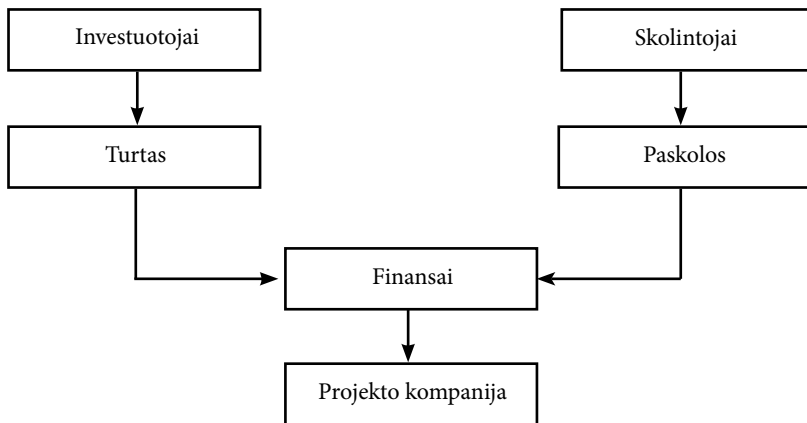 Investuotojai
Skolintojai
Turtas
Paskolos
Finansai
Projekto kompanija